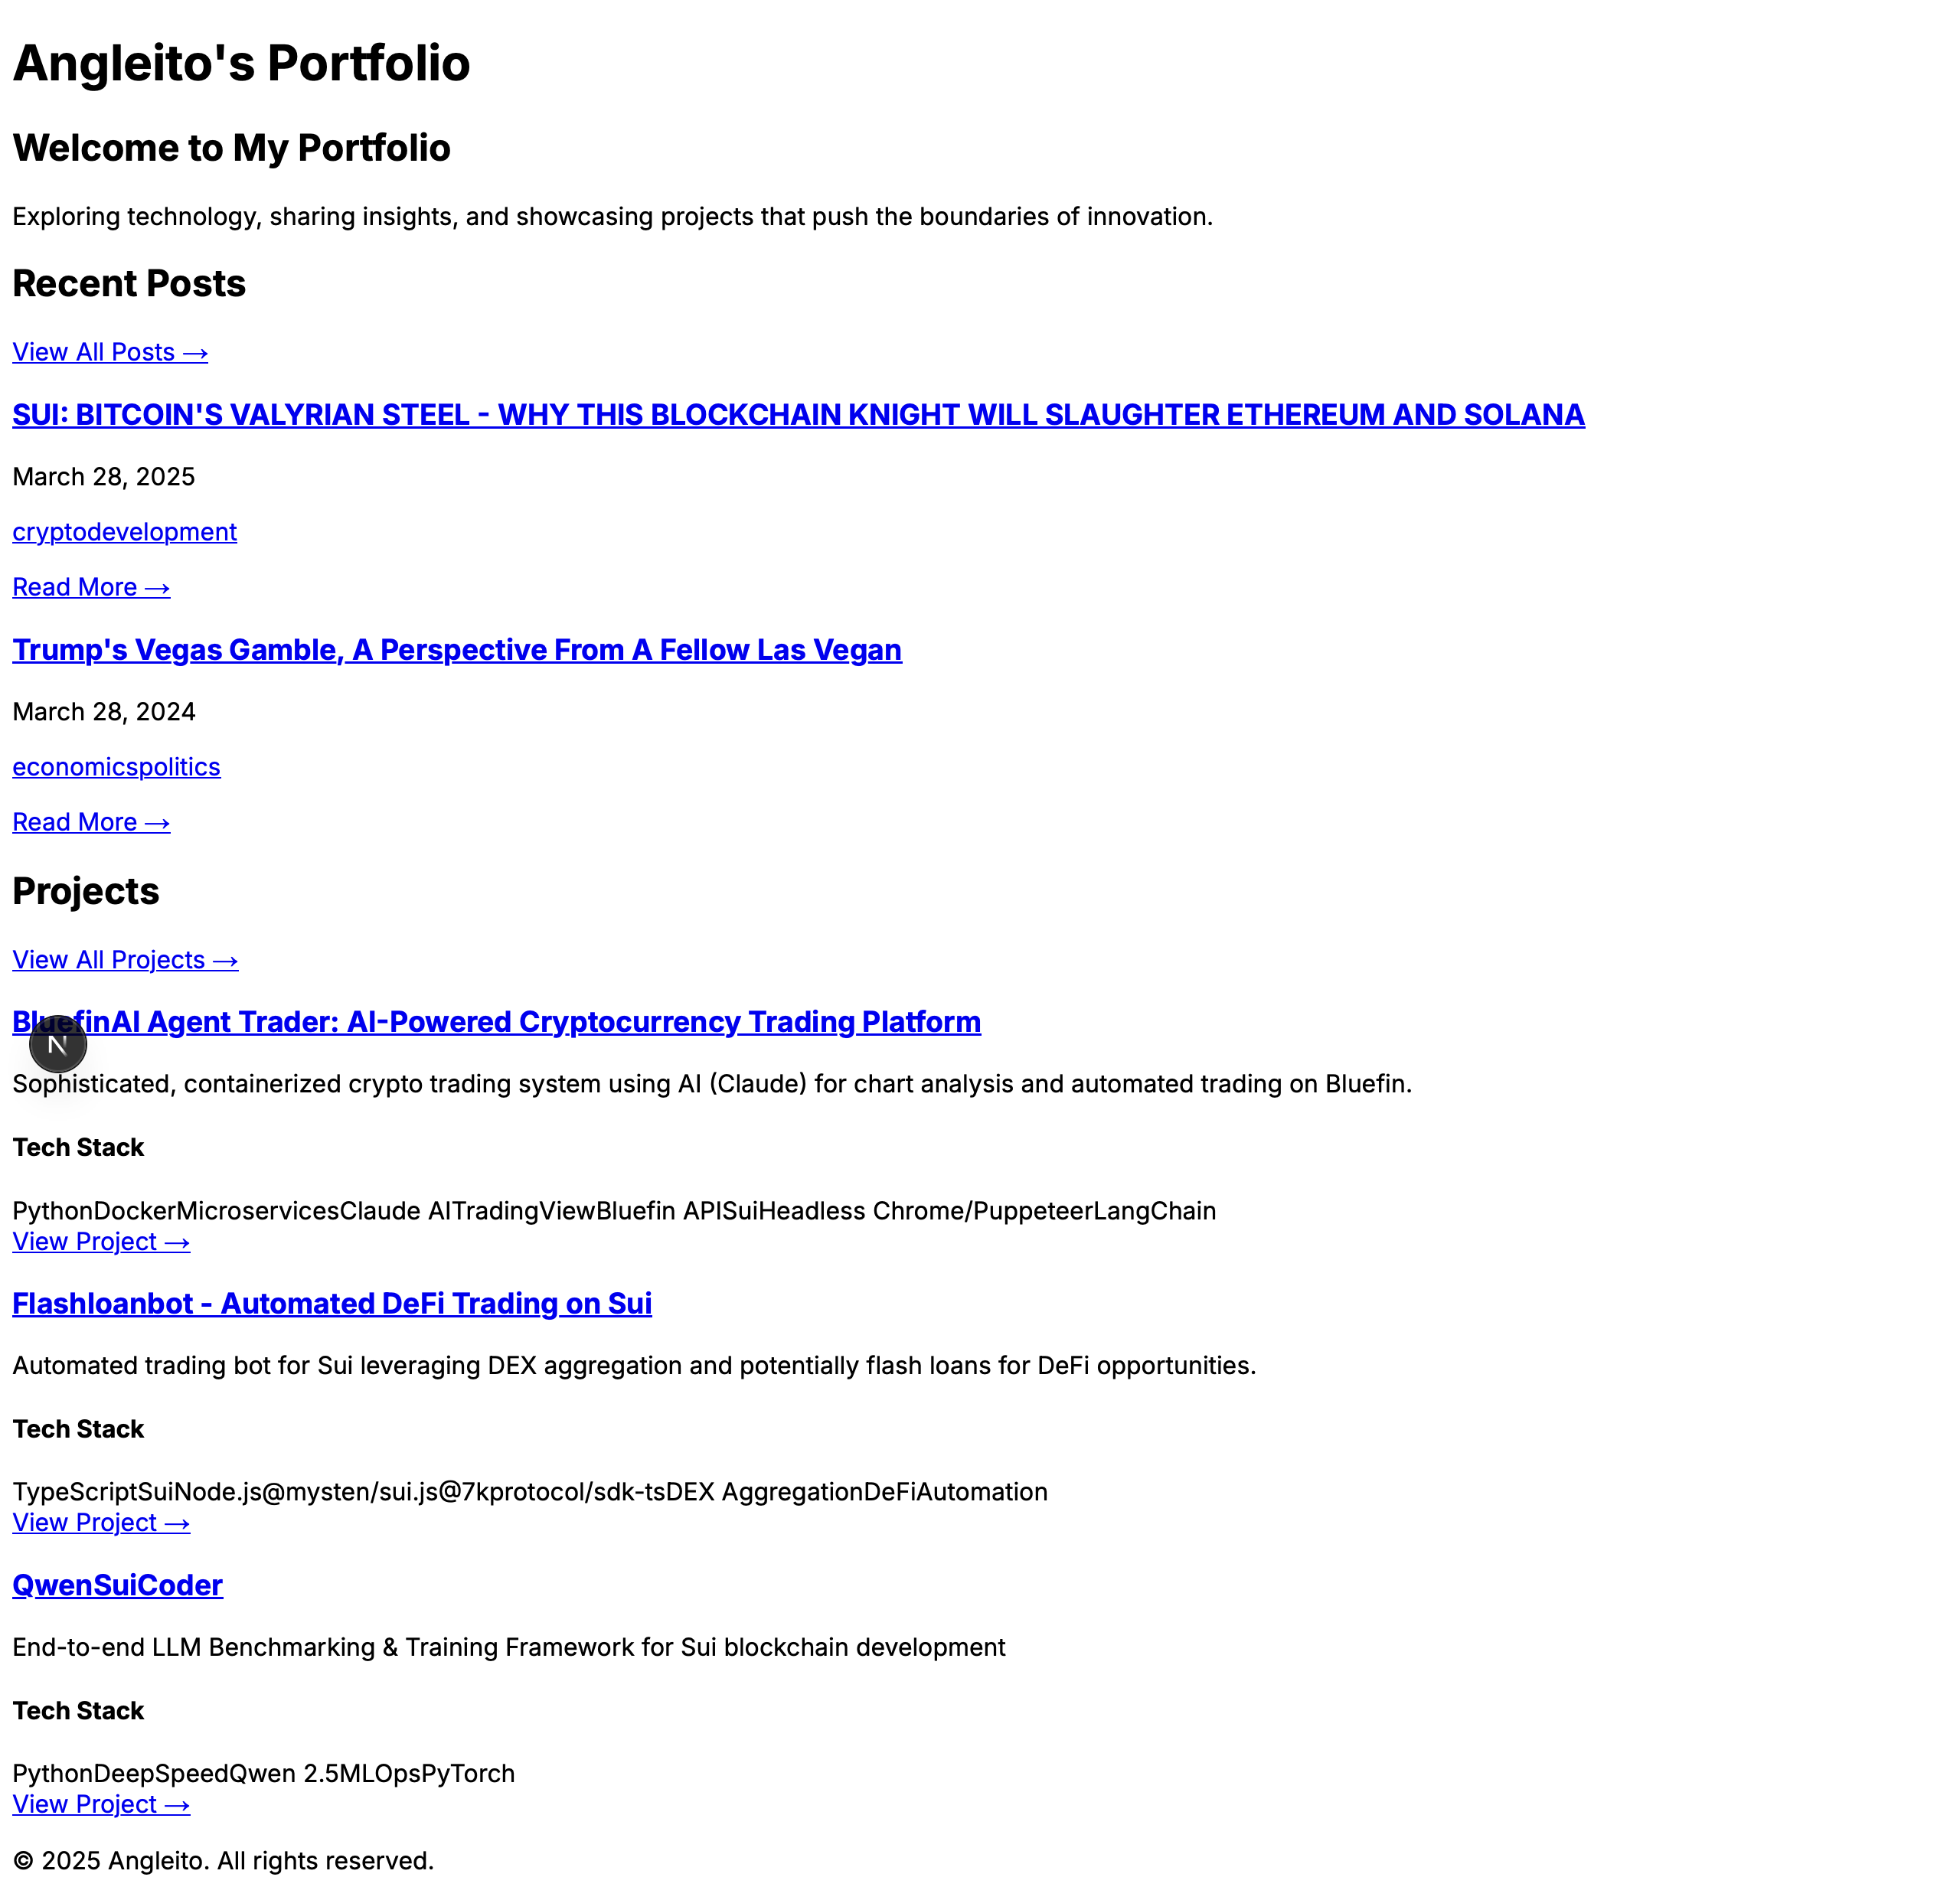 Angleito's Portfolio
Welcome to My Portfolio
Exploring technology, sharing insights, and showcasing projects that push the boundaries of innovation.
Recent Posts
View All Posts →
SUI: BITCOIN'S VALYRIAN STEEL - WHY THIS BLOCKCHAIN KNIGHT WILL SLAUGHTER ETHEREUM AND SOLANA
March 28, 2025
cryptodevelopment
Read More →
Trump's Vegas Gamble, A Perspective From A Fellow Las Vegan
March 28, 2024
economicspolitics
Read More →
Projects
View All Projects →
BluefinAI Agent Trader: AI-Powered Cryptocurrency Trading Platform
N
Sophisticated, containerized crypto trading system using AI (Claude) for chart analysis and automated trading on Bluefin.
Tech Stack
PythonDockerMicroservicesClaude AITradingViewBluefin APISuiHeadless Chrome/PuppeteerLangChain
View Project →
Flashloanbot - Automated DeFi Trading on Sui
Automated trading bot for Sui leveraging DEX aggregation and potentially flash loans for DeFi opportunities.
Tech Stack
TypeScriptSuiNode.js@mysten/sui.js@7kprotocol/sdk-tsDEX AggregationDeFiAutomation
View Project →
QwenSuiCoder
End-to-end LLM Benchmarking & Training Framework for Sui blockchain development
Tech Stack
PythonDeepSpeedQwen 2.5MLOpsPyTorch
View Project →
© 2025 Angleito. All rights reserved.